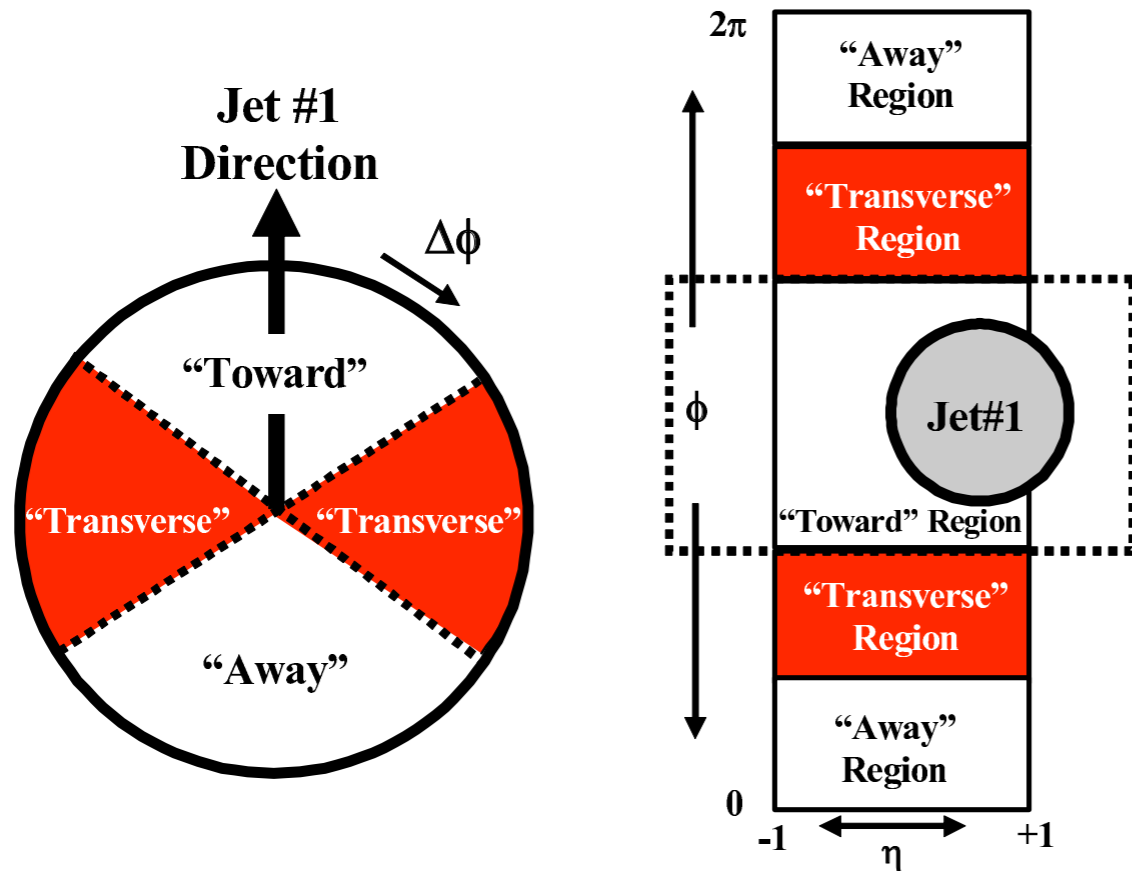 Jet #1
Direction
Δϕ
“Toward”
“Transverse”
“Transverse”
“Away”
2π
“Away”
Region
“Transverse”
Region
ϕ
Jet#1
“Toward” Region
“Transverse”
Region
“Away”
Region
0
-1
+1
η